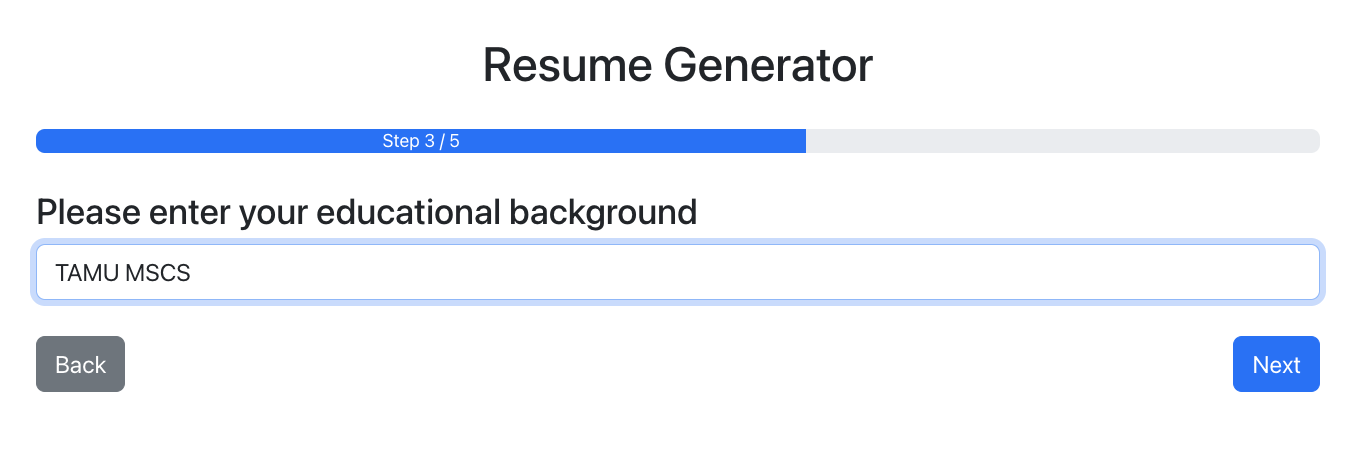 Resume Generator
Step 3 / 5
Please enter your educational background
TAMU MSCS
Back
Next